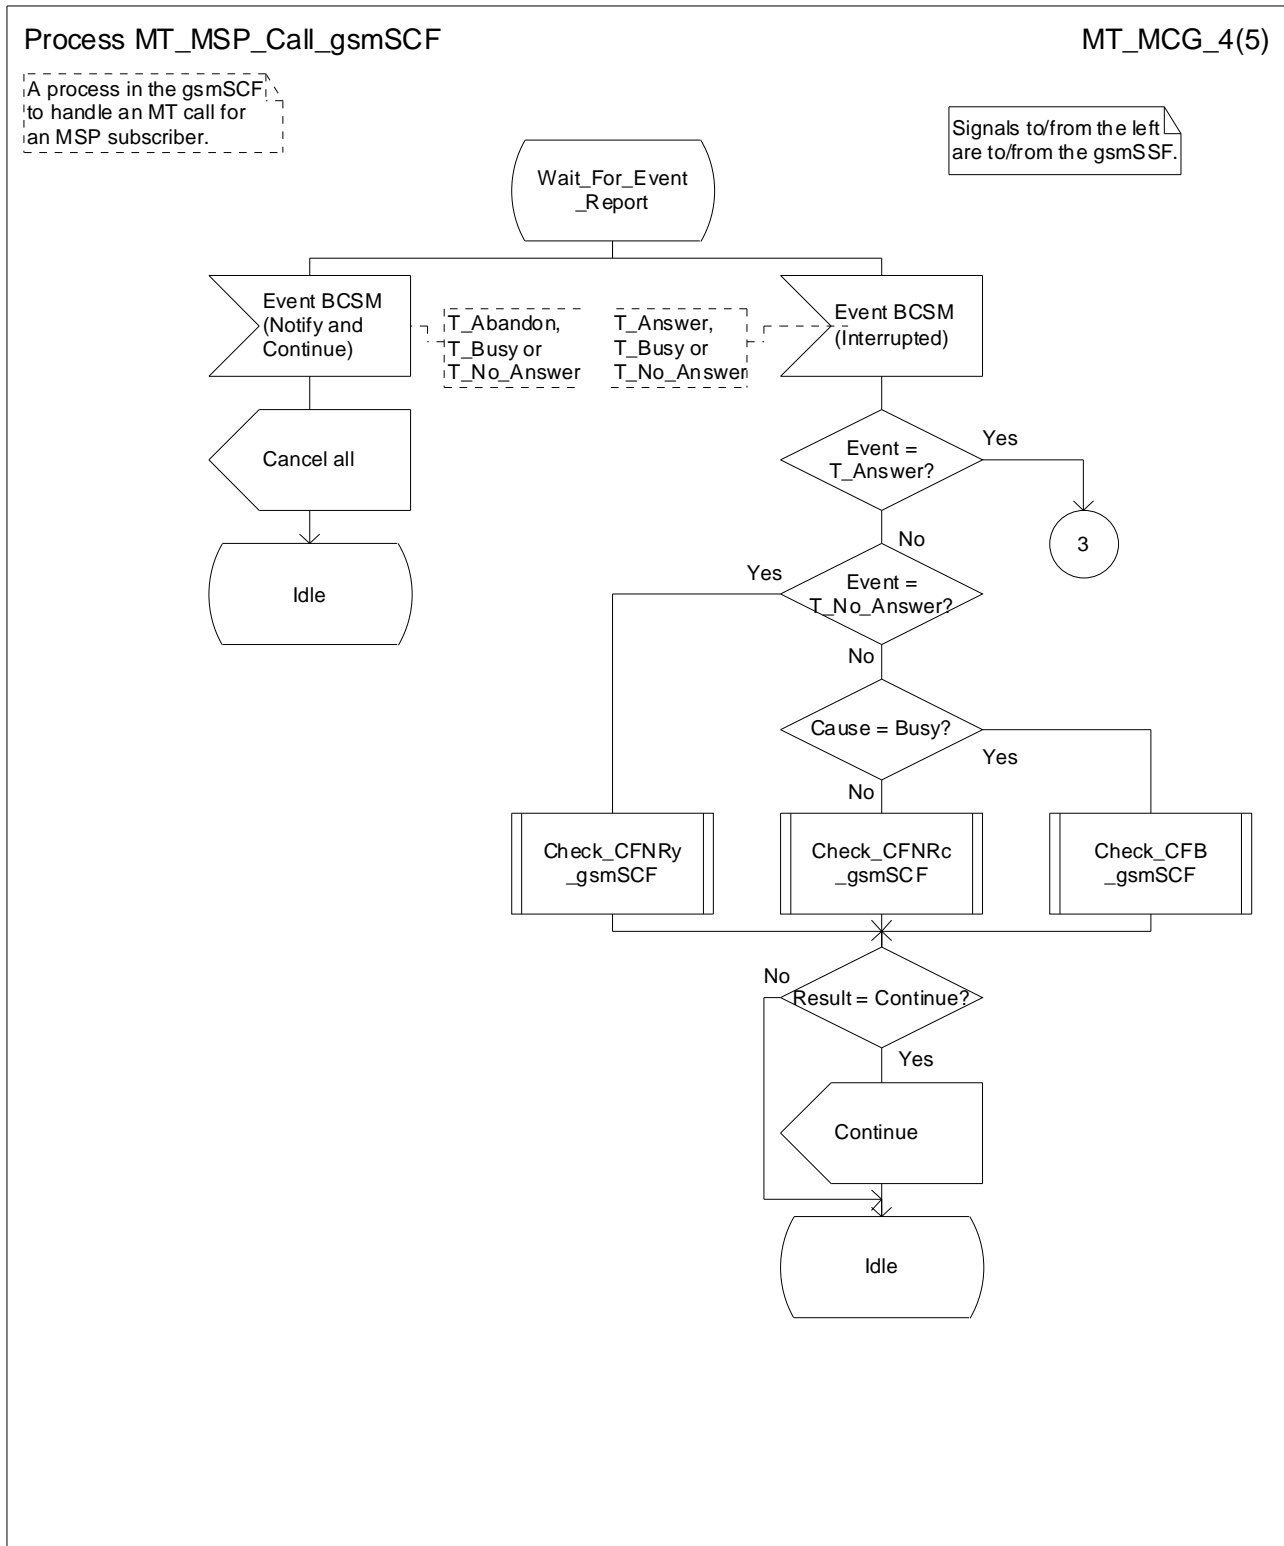 Process MT_MSP_Call_gsmSCF
MT_MCG_4(5)
A process in the gsmSCF
to handle an MT call for
an MSP subscriber.
Signals to/from the left
are to/from the gsmSSF.
Wait_For_Event
_Report
Event BCSM
(Notify and
Continue)
T_Abandon,
T_Busy or
T_No_Answer
T_Answer,
T_Busy or
T_No_Answer
Event BCSM
(Interrupted)
Cancel all
Event =
T_Answer?
Yes
3
No
Idle
Yes
Event =
T_No_Answer?
No
Cause = Busy?
Yes
No
Check_CFNRy
_gsmSCF
Check_CFNRc
_gsmSCF
Check_CFB
_gsmSCF
No
Result = Continue?
Yes
Continue
Idle